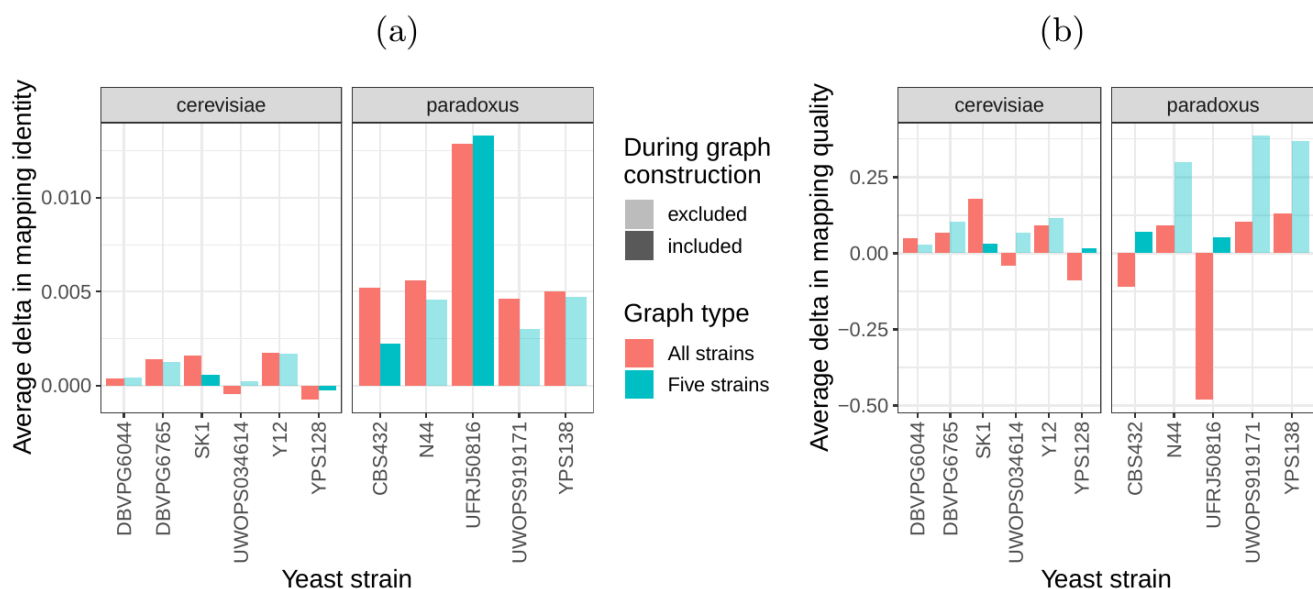 (a)
Average delta in mapping identity
cerevisiae
paradoxus
0.010
0.005
0.000
DBVPG6044
DBVPG6765
SK1
UWOPS034614
Y12
YPS128
CBS432
N44
UFRJ50816
UWOPS919171
YPS138
Yeast strain
During graph
construction
excluded
included
Graph type
All strains
Five strains
(b)
Average delta in mapping quality
cerevisiae
paradoxus
0.25
0.00
−0.25
−0.50
DBVPG6044
DBVPG6765
SK1
UWOPS034614
Y12
YPS128
CBS432
N44
UFRJ50816
UWOPS919171
YPS138
Yeast strain